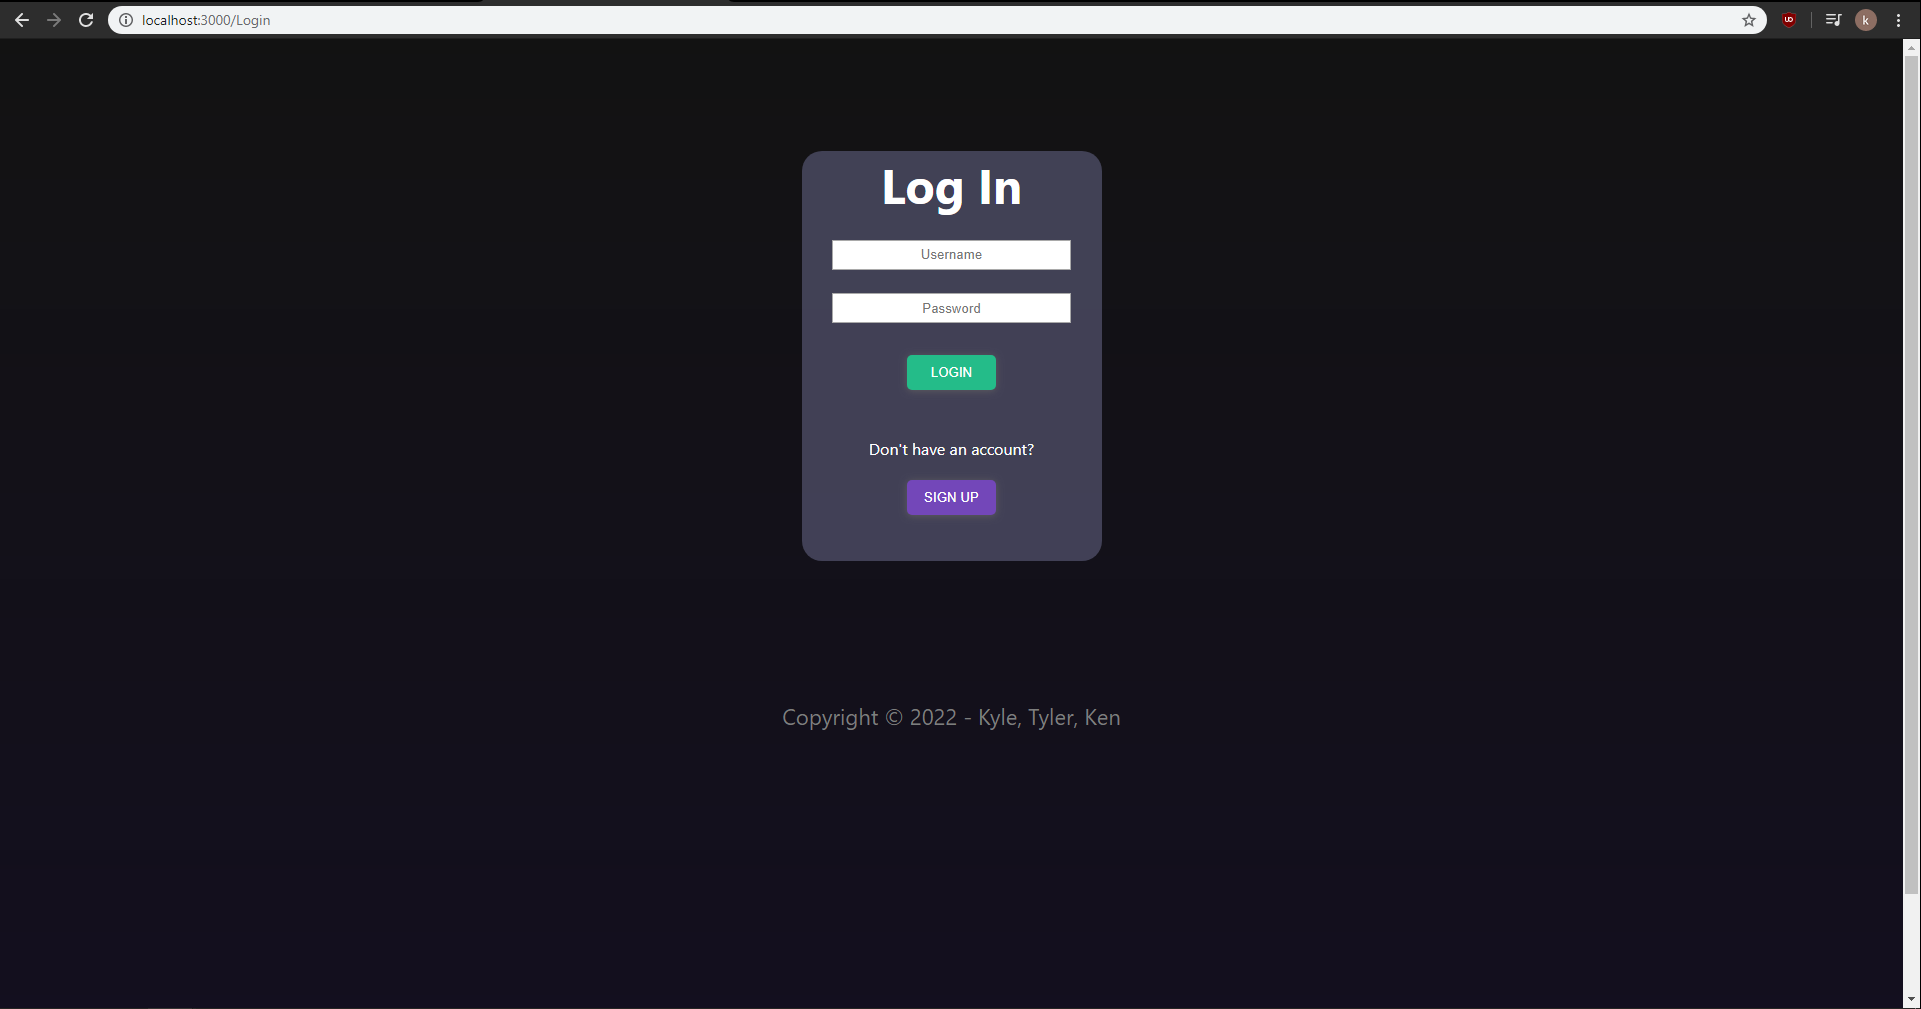 localhost:3000/Login
UD
k
Log In
Username
Password
LOGIN
Don't have an account?
SIGN UP
Copyright © 2022 - Kyle, Tyler, Ken